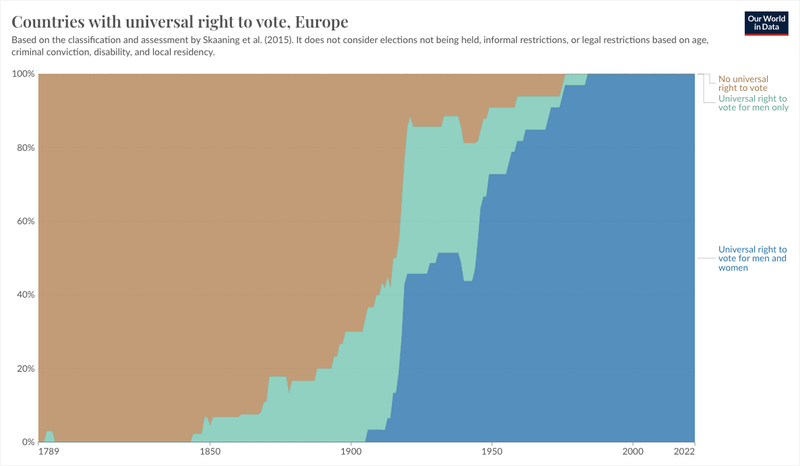 Countries with universal right to vote, Europe
Our World
in Data
Based on the classification and assessment by Skaaning et al. (2015). It does not consider elections not being held, informal restrictions, or legal restrictions based on age,
criminal conviction, disability, and local residency.
100%
80%
60%
40%
20%
0%
1789
1850
1900
1950
2000
2022
No universal
right to vote
Universal right to
vote for men only
Universal right to
vote for men and
women